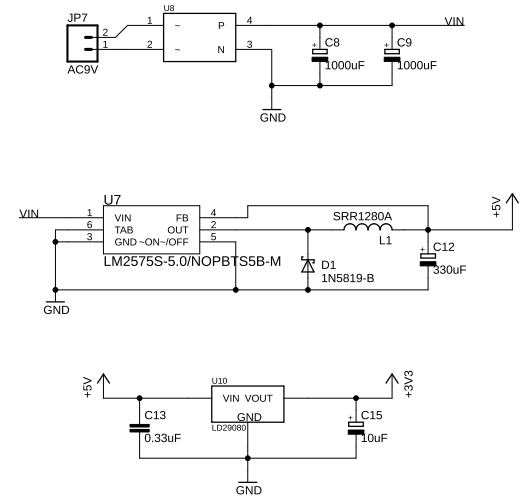 JP7
2
1
AC9V
U8
1 ~ P 4
2 ~ N 3
VIN
+ C8
1000uF
+ C9
1000uF
GND
U7
VIN 1 VIN FB 4
6 TAB OUT 2
3 GND ~ON~/OFF 5
LM2575S-5.0/NOPBTS5B-M
SRR1280A
L1
+5V
D1
1N5819-B
+ C12
330uF
GND
+5V
U10
VIN VOUT
GND
LD29080
+3V3
C13
0.33uF
+ C15
10uF
GND